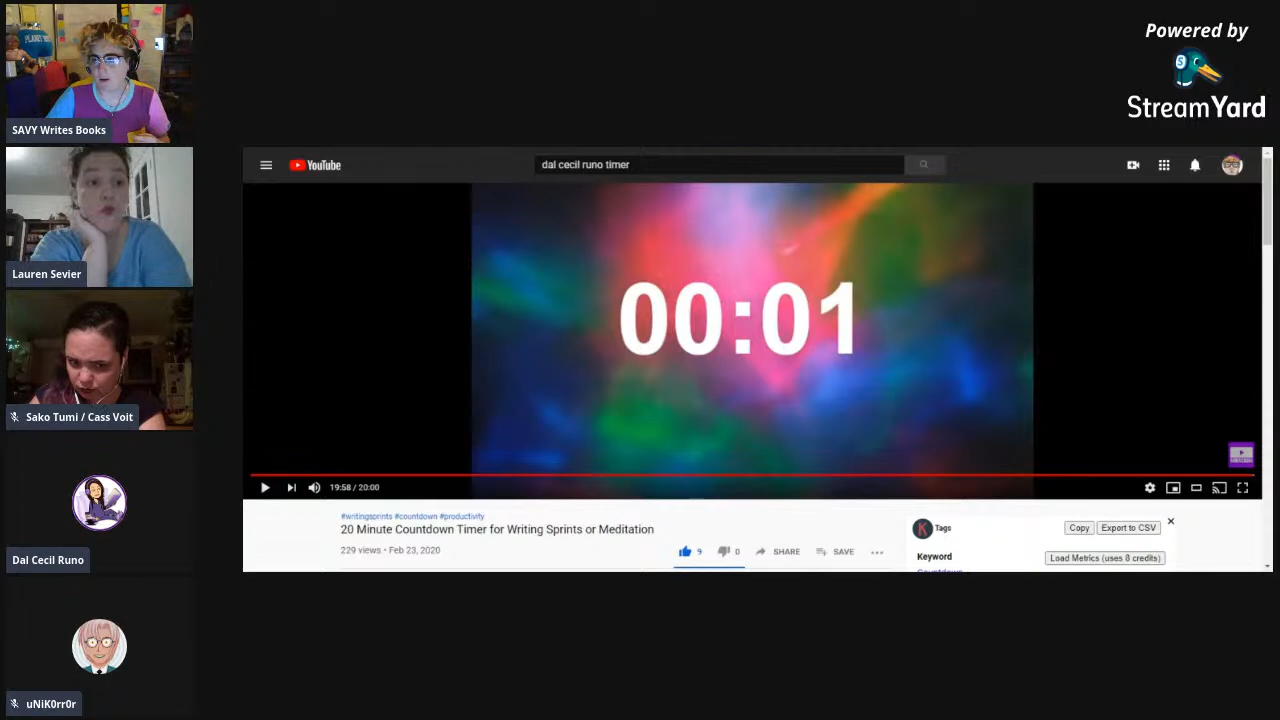 SAVY Writes Books
Lauren Sevier
Sako Tumi / Cass Voit
Dal Cecil Runo
uNiK0rr0r
Powered by
StreamYard
YouTube
dal cecil runo timer
00:01
19:58 / 20:00
#writingsprints #countdown #productivity
20 Minute Countdown Timer for Writing Sprints or Meditation
229 views • Feb 23, 2020
9
0
SHARE
SAVE
Tags
Copy
Export to CSV
Keyword
Load Metrics (uses 8 credits)
Countdown